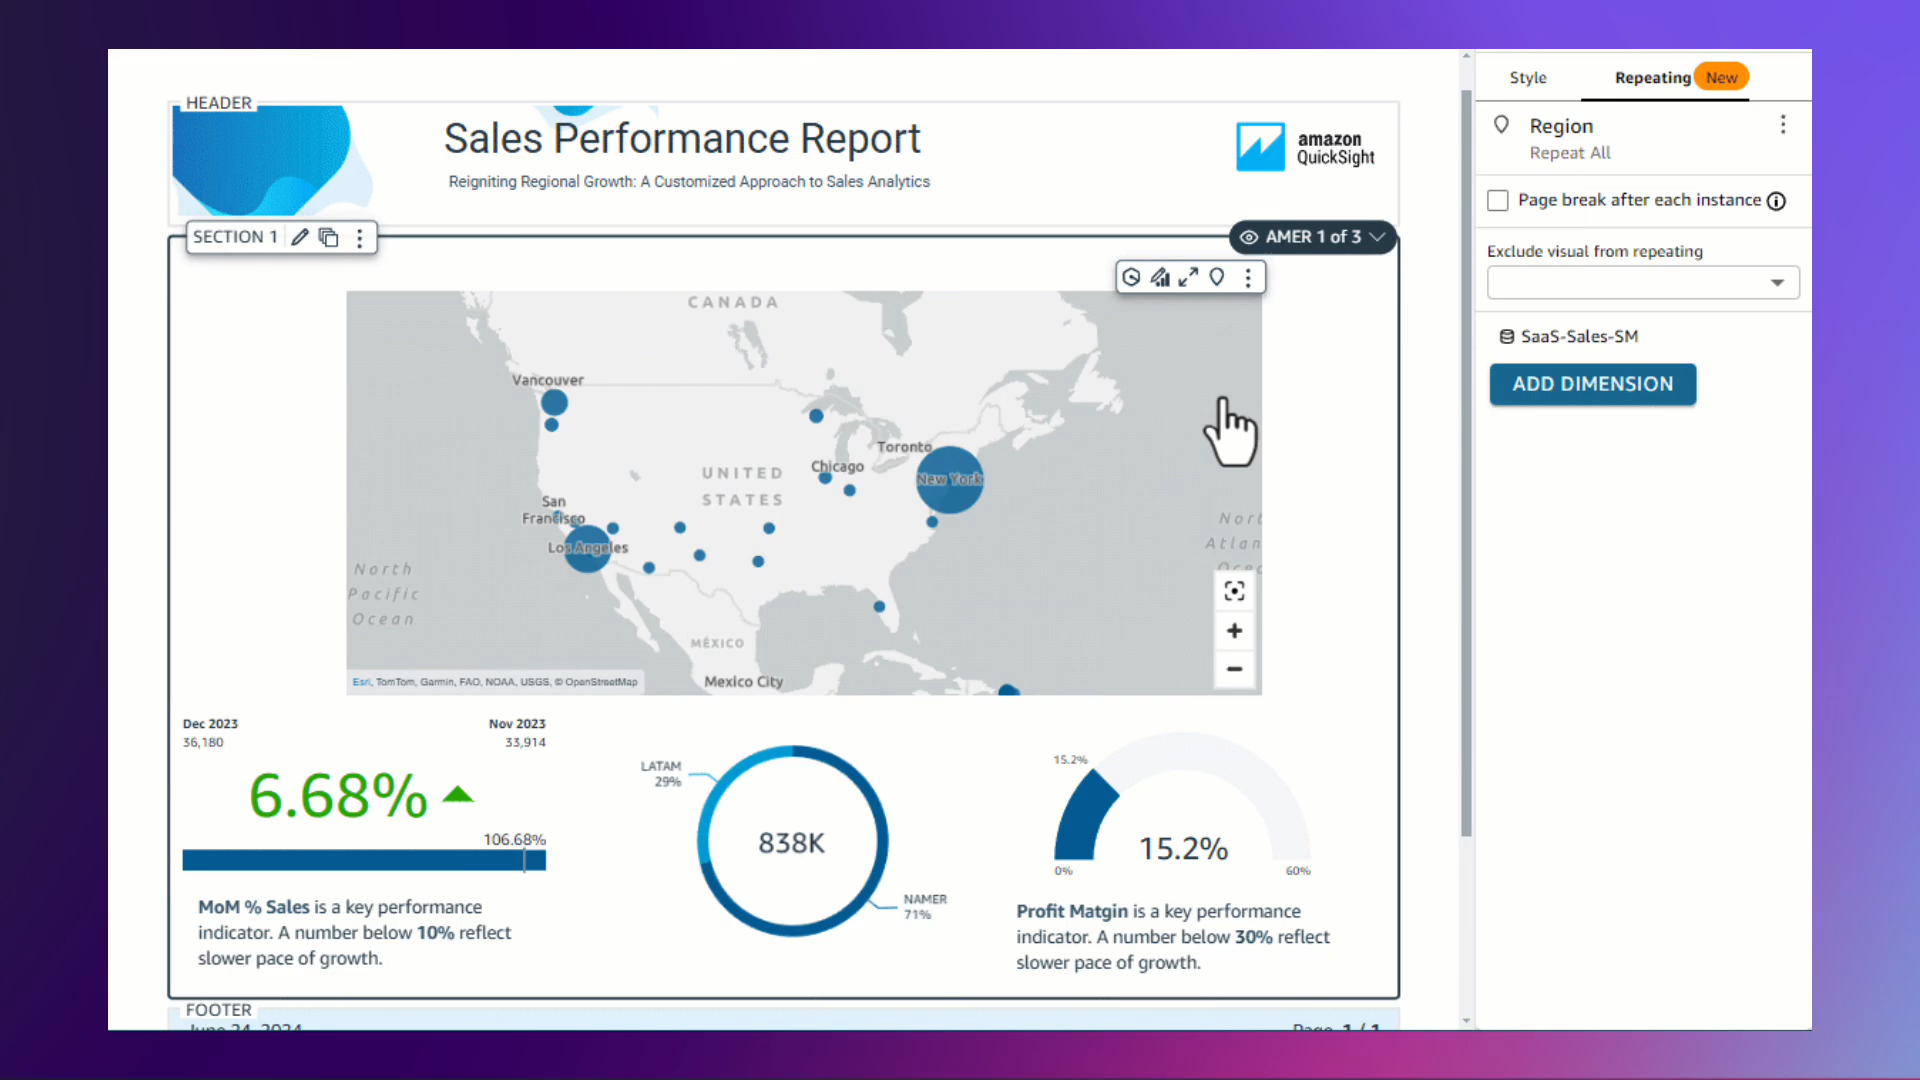 HEADER
Sales Performance Report
Reigniting Regional Growth: A Customized Approach to Sales Analytics
amazon
QuickSight
SECTION 1
AMER 1 of 3
CANADA
Vancouver
Toronto
Chicago
New York
UNITED
STATES
San
Francisco
Los Angeles
North
Pacific
Ocean
MÉXICO
Mexico City
Esri, TomTom, Garmin, FAO, NOAA, USGS, © OpenStreetMap
Dec 2023
36,180
Nov 2023
33,914
6.68%
106.68%
MoM % Sales is a key performance
indicator. A number below 10% reflect
slower pace of growth.
LATAM
29%
838K
NAMER
71%
15.2%
15.2%
0%
60%
Profit Matgin is a key performance
indicator. A number below 30% reflect
slower pace of growth.
FOOTER
June 24, 2024
Page 1 / 1
Style
Repeating New
Region
Repeat All
Page break after each instance
Exclude visual from repeating
SaaS-Sales-SM
ADD DIMENSION